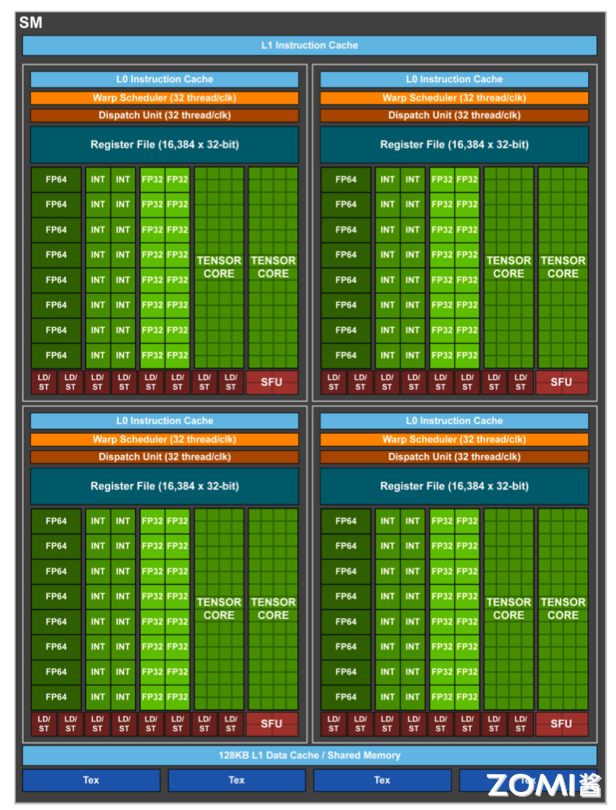 SM
L1 Instruction Cache
L0 Instruction Cache
Warp Scheduler (32 thread/clk)
Dispatch Unit (32 thread/clk)
Register File (16,384 x 32-bit)
FP64 INT INT FP32 FP32
FP64 INT INT FP32 FP32
FP64 INT INT FP32 FP32
FP64 INT INT FP32 FP32
TENSOR TENSOR
CORE CORE
FP64 INT INT FP32 FP32
FP64 INT INT FP32 FP32
FP64 INT INT FP32 FP32
FP64 INT INT FP32 FP32
LD/ LD/ LD/ LD/ LD/ LD/ LD/ LD/
ST ST ST ST ST ST ST ST
SFU
L0 Instruction Cache
Warp Scheduler (32 thread/clk)
Dispatch Unit (32 thread/clk)
Register File (16,384 x 32-bit)
FP64 INT INT FP32 FP32
FP64 INT INT FP32 FP32
FP64 INT INT FP32 FP32
FP64 INT INT FP32 FP32
TENSOR TENSOR
CORE CORE
FP64 INT INT FP32 FP32
FP64 INT INT FP32 FP32
FP64 INT INT FP32 FP32
FP64 INT INT FP32 FP32
LD/ LD/ LD/ LD/ LD/ LD/ LD/ LD/
ST ST ST ST ST ST ST ST
SFU
L0 Instruction Cache
Warp Scheduler (32 thread/clk)
Dispatch Unit (32 thread/clk)
Register File (16,384 x 32-bit)
FP64 INT INT FP32 FP32
FP64 INT INT FP32 FP32
FP64 INT INT FP32 FP32
FP64 INT INT FP32 FP32
TENSOR TENSOR
CORE CORE
FP64 INT INT FP32 FP32
FP64 INT INT FP32 FP32
FP64 INT INT FP32 FP32
FP64 INT INT FP32 FP32
LD/ LD/ LD/ LD/ LD/ LD/ LD/ LD/
ST ST ST ST ST ST ST ST
SFU
L0 Instruction Cache
Warp Scheduler (32 thread/clk)
Dispatch Unit (32 thread/clk)
Register File (16,384 x 32-bit)
FP64 INT INT FP32 FP32
FP64 INT INT FP32 FP32
FP64 INT INT FP32 FP32
FP64 INT INT FP32 FP32
TENSOR TENSOR
CORE CORE
FP64 INT INT FP32 FP32
FP64 INT INT FP32 FP32
FP64 INT INT FP32 FP32
FP64 INT INT FP32 FP32
LD/ LD/ LD/ LD/ LD/ LD/ LD/ LD/
ST ST ST ST ST ST ST ST
SFU
128KB L1 Data Cache / Shared Memory
Tex Tex Tex Tex
ZOMI酱